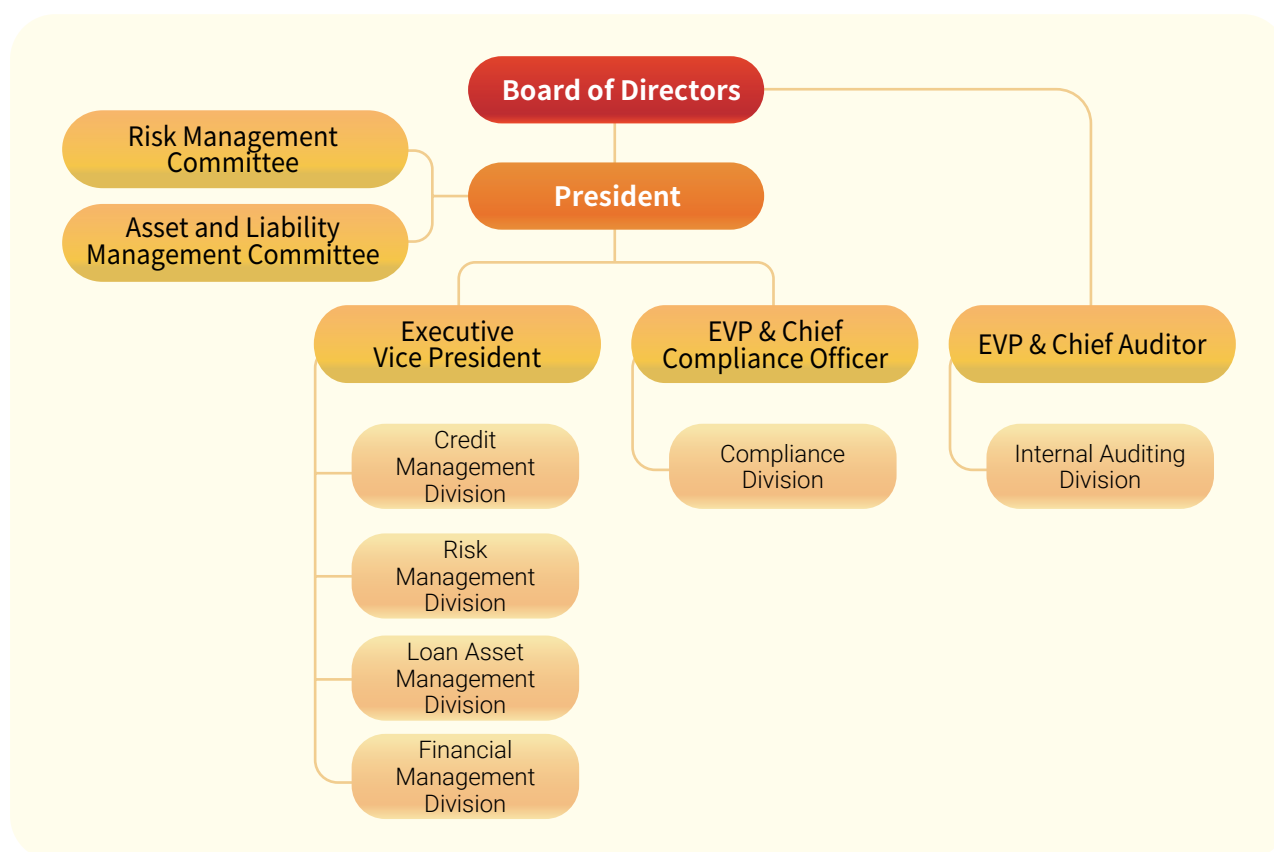 Board of Directors
Risk Management
Committee
President
Asset and Liability
Management Committee
Executive
Vice President
EVP & Chief
Compliance Officer
EVP & Chief Auditor
Credit
Management
Division
Compliance
Division
Internal Auditing
Division
Risk
Management
Division
Loan Asset
Management
Division
Financial
Management
Division